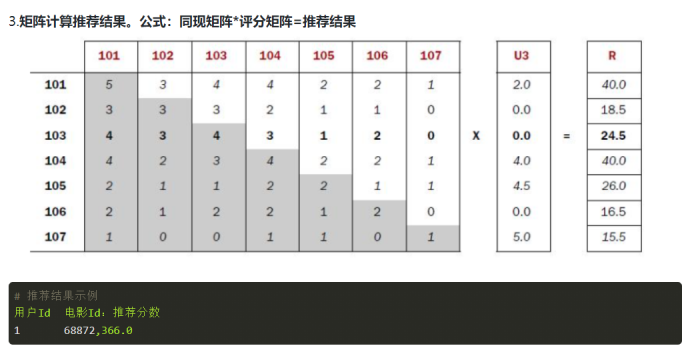 3.矩阵计算推荐结果。公式：同现矩阵*评分矩阵=推荐结果
101 102 103 104 105 106 107 U3 R
101 5 3 4 4 2 2 1 2.0 40.0
102 3 3 3 2 1 1 0 0.0 18.5
103 4 3 4 3 1 2 0 X 0.0 = 24.5
104 4 2 3 4 2 2 1 4.0 40.0
105 2 1 1 2 2 1 1 4.5 26.0
106 2 1 2 2 1 2 0 0.0 16.5
107 1 0 0 1 1 0 1 5.0 15.5
# 推荐结果示例
用户Id 电影Id：推荐分数
1 68872,366.0